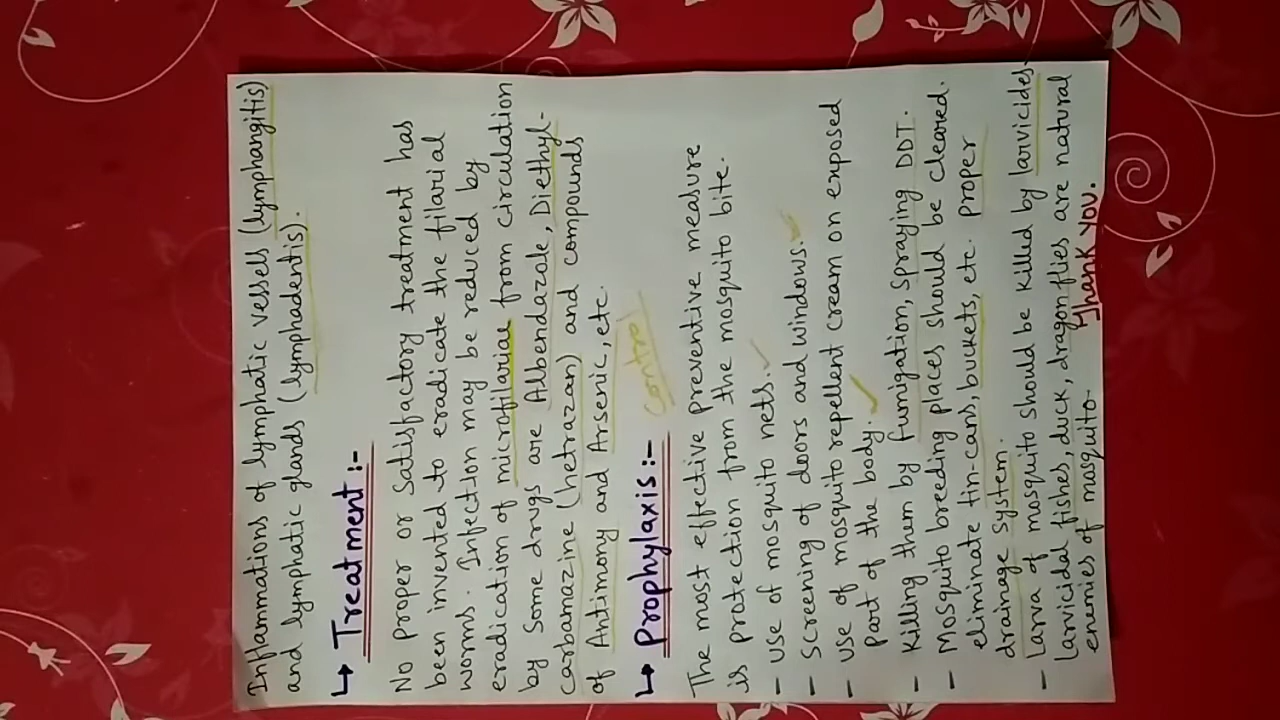 Inflammations of lymphatic vessels (lymphangitis)
and lymphatic glands (lymphadentis).
↳ Treatment :-
No proper or Satisfactory treatment has
been invented to eradicate the filarial
worms. Infection may be reduced by
eradication of microfilariae from circulation
by some drugs are Albendazole, Diethyl-
carbamazine (hetrazan) and compounds
of Antimony and Arsenic, etc.
↳ Prophylaxis :- Contro
The most effective preventive measure
is protection from the mosquito bite.
- use of mosquito nets.
- Screening of doors and windows.
- use of mosquito repellent cream on exposed
part of the body.
- Killing them by fumigation, spraying DDT.
- Mosquito breeding places should be cleared.
eliminate tin-cans, buckets, etc. proper
drainage system.
- Larva of mosquito should be killed by larvicides
Larvicidal fishes, duck, dragonflies are natural
enemies of mosquito.
Thank you.